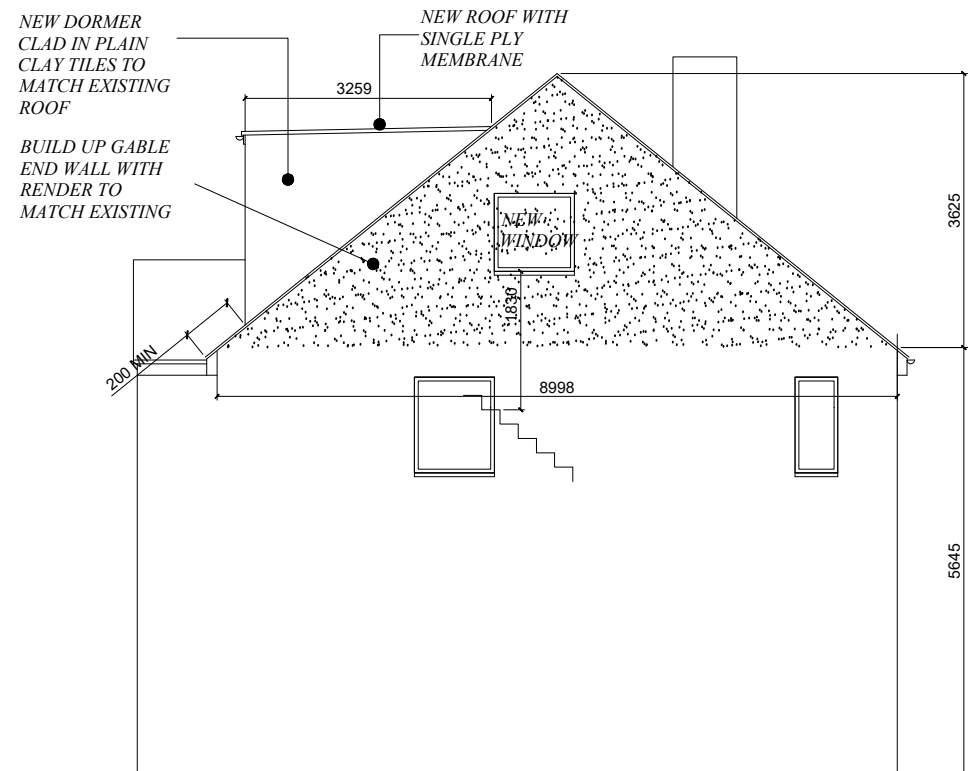 NEW DORMER
CLAD IN PLAIN
CLAY TILES TO
MATCH EXISTING
ROOF
NEW ROOF WITH
SINGLE PLY
MEMBRANE
3259
BUILD UP GABLE
END WALL WITH
RENDER TO
MATCH EXISTING
NEW
WINDOW
3625
1830
200 MIN
8998
5645